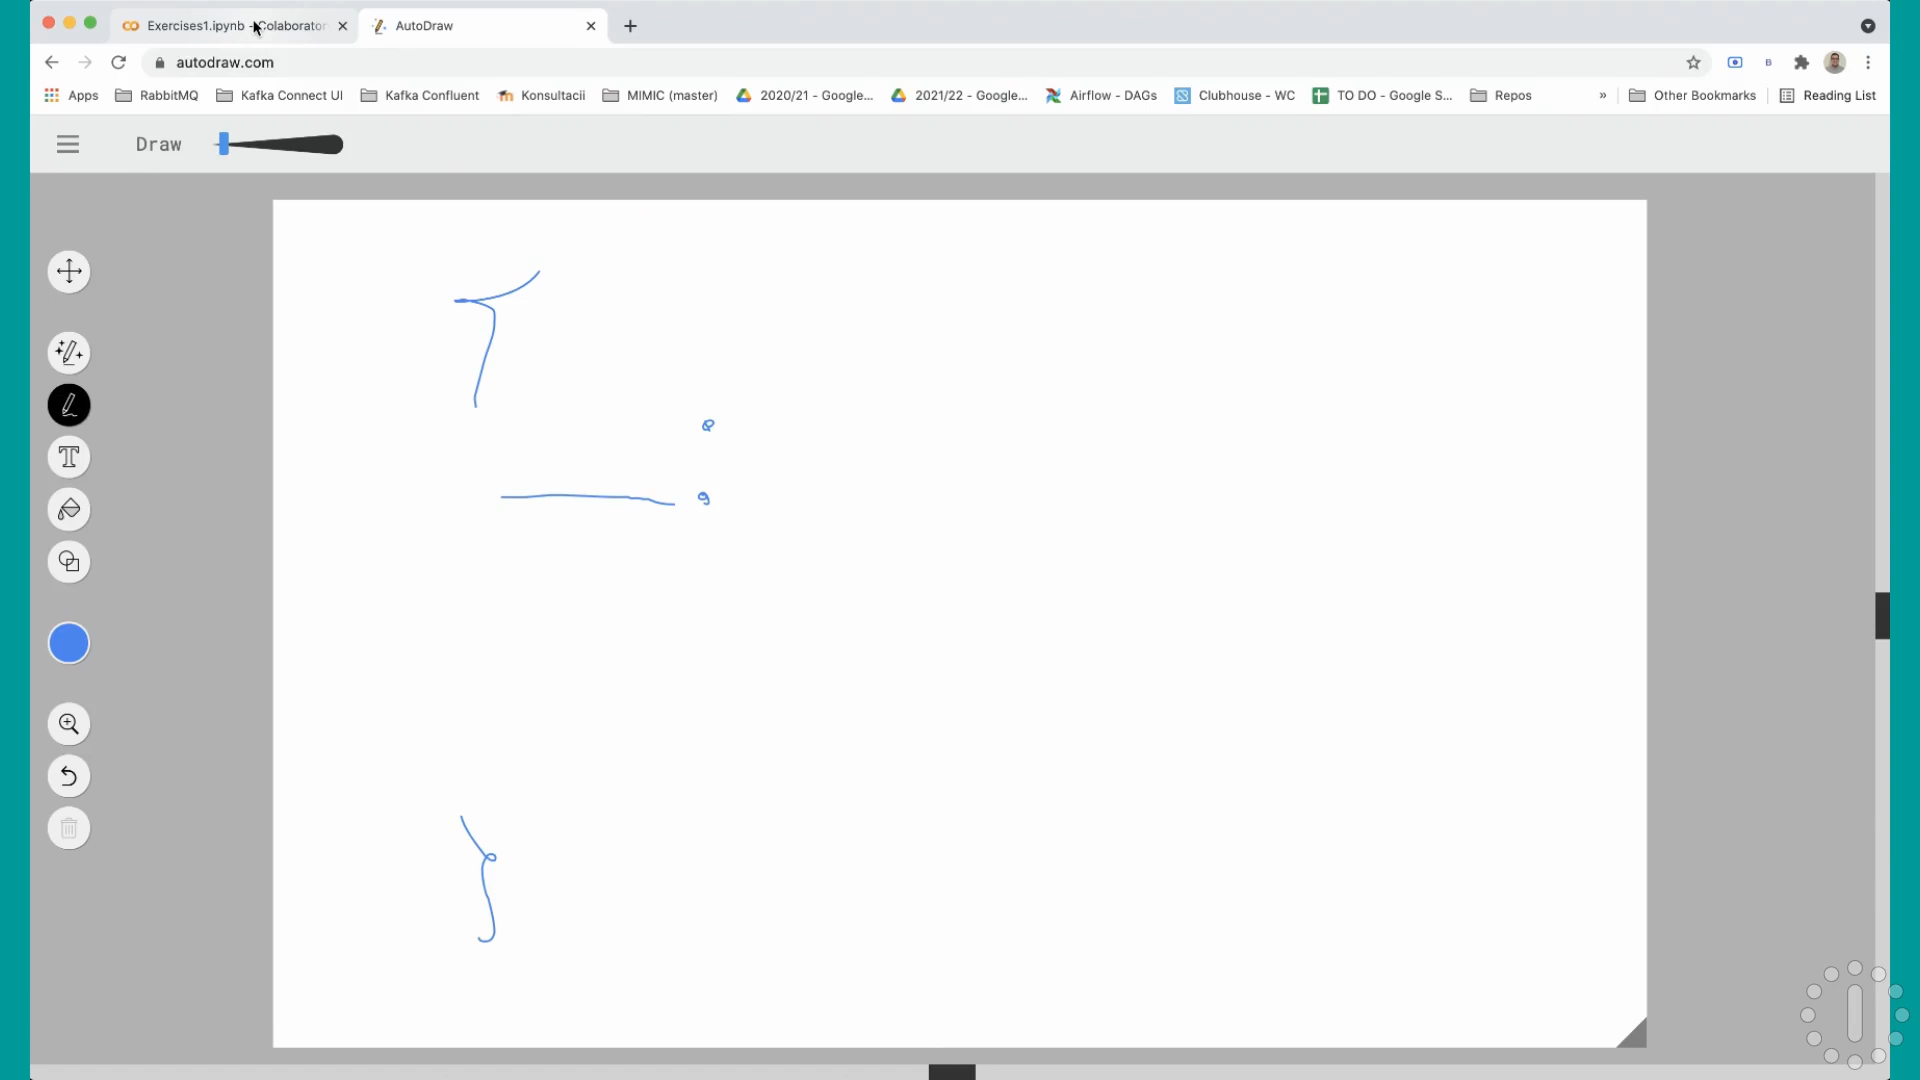 Exercises1.ipynb - Colaborator
AutoDraw
autodraw.com
B
Apps
RabbitMQ
Kafka Connect UI
Kafka Confluent
Konsultacii
MIMIC (master)
2020/21 - Google...
2021/22 - Google...
Airflow - DAGs
Clubhouse - WC
TO DO - Google S...
Repos
»
Other Bookmarks
Reading List
Draw